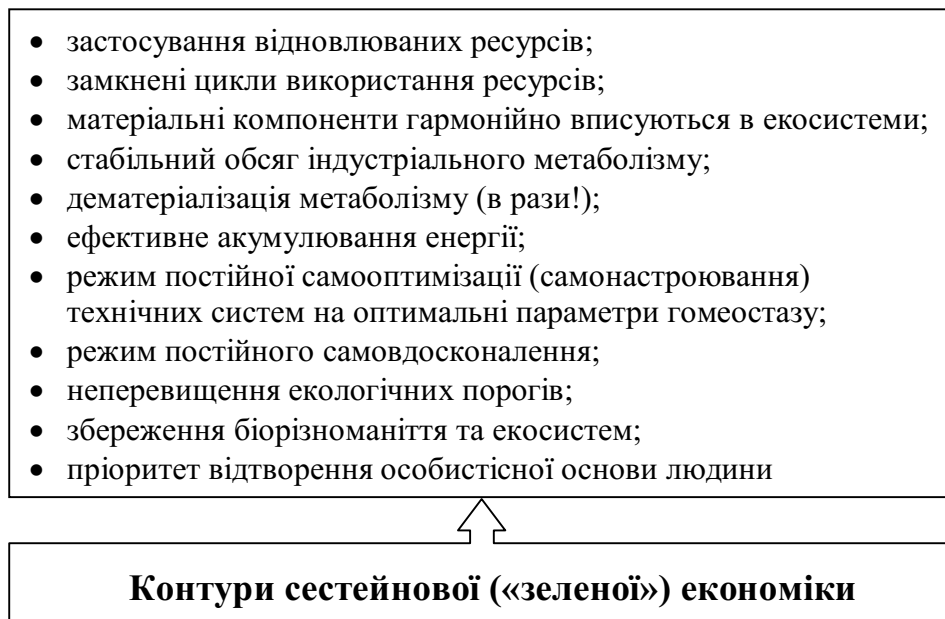 • застосування відновлюваних ресурсів;
• замкнені цикли використання ресурсів;
• матеріальні компоненти гармонійно вписуються в екосистеми;
• стабільний обсяг індустріального метаболізму;
• дематеріалізація метаболізму (в рази!);
• ефективне акумулювання енергії;
• режим постійної самооптимізації (самонастроювання)
технічних систем на оптимальні параметри гомеостазу;
• режим постійного самовдосконалення;
• неперевищення екологічних порогів;
• збереження біорізноманіття та екосистем;
• пріоритет відтворення особистісної основи людини
Контури сестейнової («зеленої») економіки